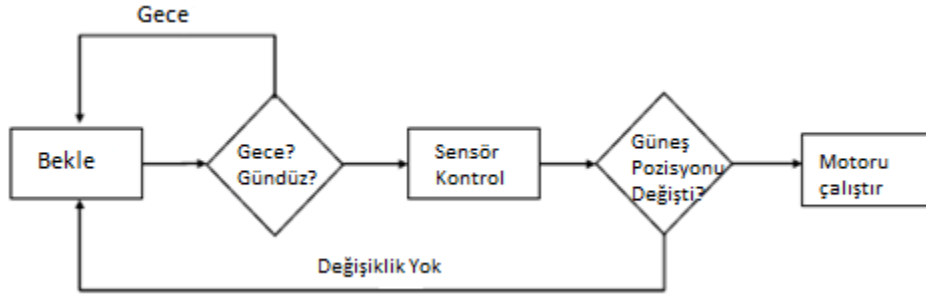 Gece
Bekle
Gece?
Gündüz?
Sensör
Kontrol
Güneş
Pozisyonu
Değişti?
Motoru
çalıştır
Değişiklik Yok